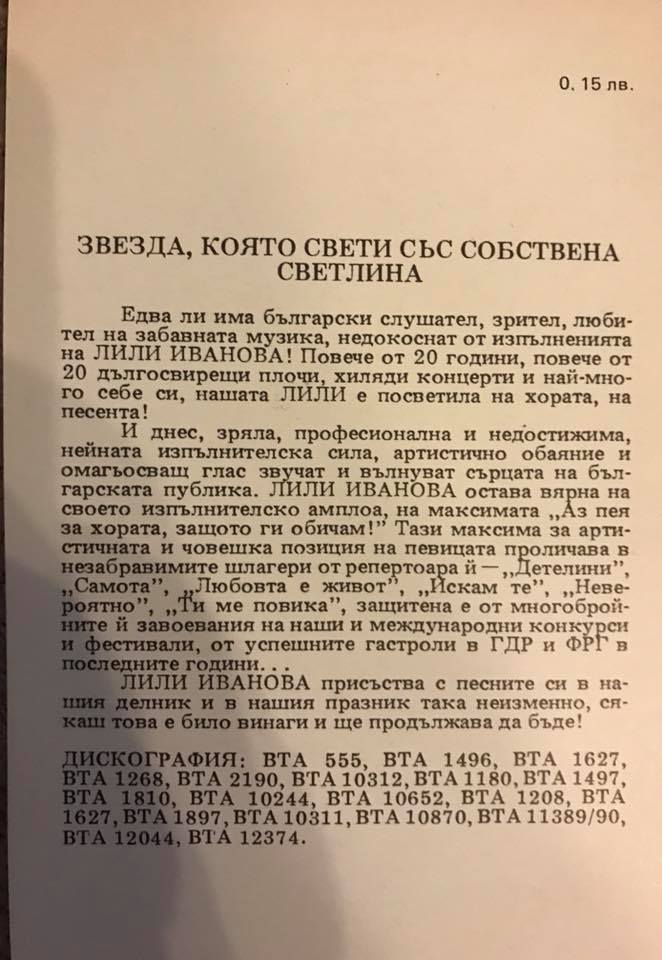 0. 15 лв.
ЗВЕЗДА, КОЯТО СВЕТИ СЪС СОБСТВЕНА
СВЕТЛИНА
Едва ли има български слушател, зрител, люби-
тел на забавната музика, недокоснат от изпълненията
на ЛИЛИ ИВАНОВА! Повече от 20 години, повече от
20 дългосвирещи плочи, хиляди концерти и най-мно-
го себе си, нашата ЛИЛИ е посветила на хората, на
песента!
И днес, зряла, професионална и недостижима,
нейната изпълнителска сила, артистично обаяние и
омагьосващ глас звучат и вълнуват сърцата на бъл-
гарската публика. ЛИЛИ ИВАНОВА остава вярна на
своето изпълнителско амплоа, на максимата „Аз пея
за хората, защото ги обичам!" Тази максима за арти-
стичната и човешка позиция на певицата проличава в
незабравимите шлагери от репертоара й — „Детелини",
„Самота", „Любовта е живот", „Искам те", „Неве-
роятно", „Ти ме повика", защитена е от многоброй-
ните й завоевания на наши и международни конкурси
и фестивали, от успешните гастроли в ГДР и ФРГ в
последните години...
ЛИЛИ ИВАНОВА присъства с песните си в на-
шия делник и в нашия празник така неизменно, ся-
каш това е било винаги и ще продължава да бъде!
ДИСКОГРАФИЯ: ВТА 555, ВТА 1496, ВТА 1627,
ВТА 1268, ВТА 2190, ВТА 10312, ВТА 1180, ВТА 1497,
ВТА 1810, ВТА 10244, ВТА 10652, ВТА 1208, ВТА
1627, ВТА 1897, ВТА 10311, ВТА 10870, ВТА 11389/90,
ВТА 12044, ВТА 12374.